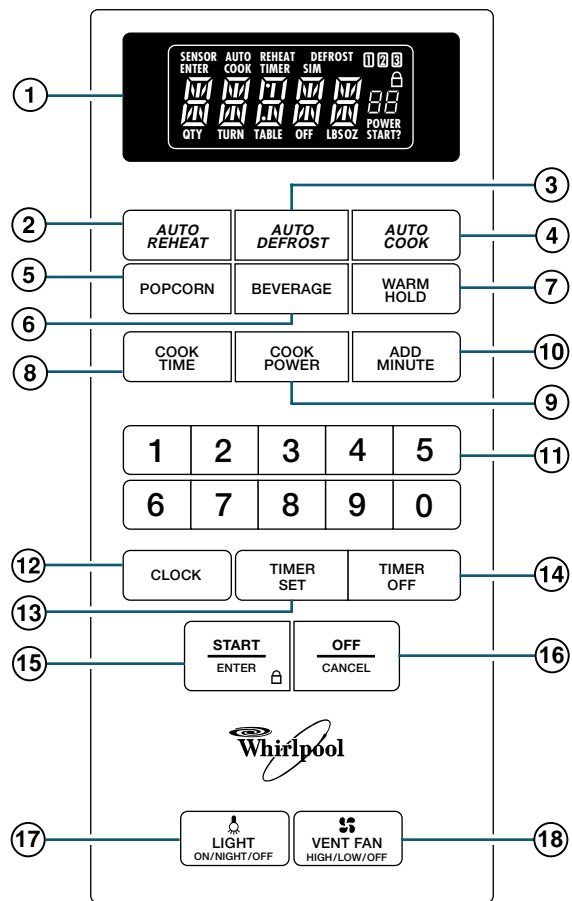 SENSOR AUTO REHEAT DEFROST 1 2 3
ENTER COOK TIMER SIM
88
POWER
QTY TURN TABLE OFF LBS OZ START?
1
3
2
AUTO REHEAT
AUTO DEFROST
AUTO COOK
4
5
POPCORN
BEVERAGE
WARM HOLD
7
6
COOK TIME
COOK POWER
ADD MINUTE
10
8
9
1 2 3 4 5
11
6 7 8 9 0
12
CLOCK
TIMER SET
TIMER OFF
14
13
START
ENTER
OFF
CANCEL
16
15
Whirlpool
17
LIGHT
ON/NIGHT/OFF
VENT FAN
HIGH/LOW/OFF
18